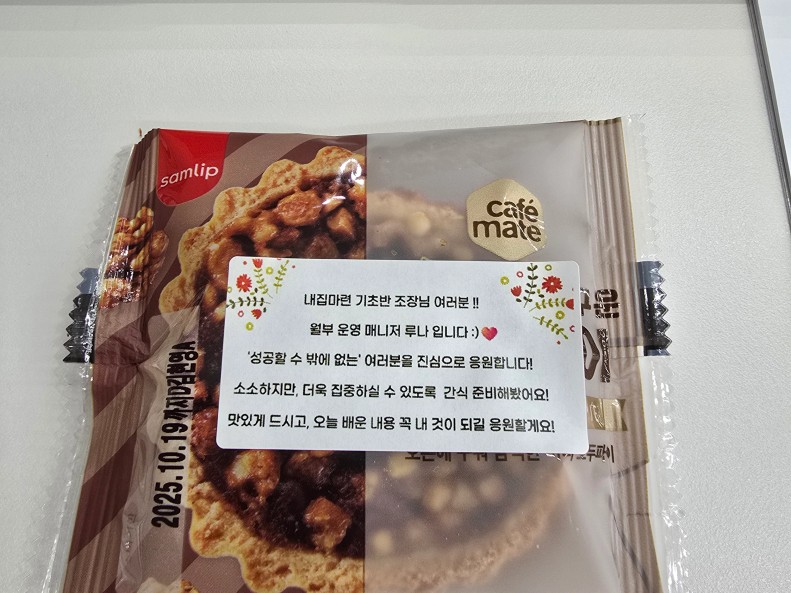 samlip
café
mate
내집마련 기초반 조장님 여러분 !!
월부 운영 매니저 루나 입니다 :)
'성공할 수 밖에 없는' 여러분을 진심으로 응원합니다!
소소하지만, 더욱 집중하실 수 있도록 간식 준비해봤어요!
맛있게 드시고, 오늘 배운 내용 꼭 내 것이 되길 응원할게요!
2025.10.19 까지